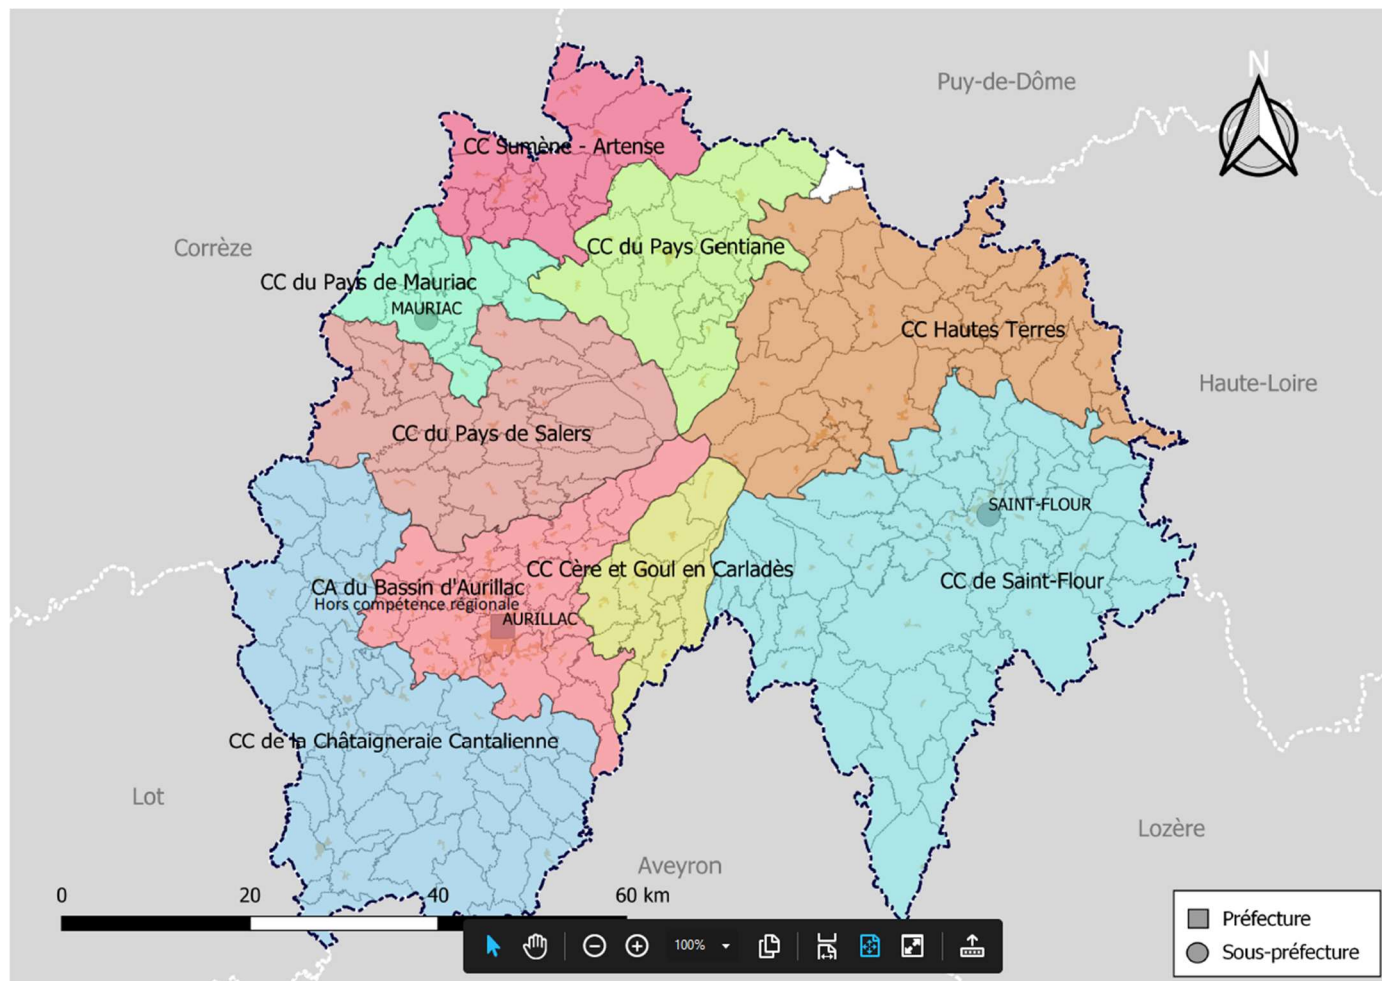 N
Puy-de-Dôme
CC Sumène - Artense
Corrèze
CC du Pays Gentiane
CC du Pays de Mauriac
MAURIAC
CC Hautes Terres
Haute-Loire
CC du Pays de Salers
SAINT-FLOUR
CC Cère et Goul en Carladès
CC de Saint-Flour
CA du Bassin d'Aurillac
Hors compétence régionale
AURILLAC
CC de la Châtaigneraie Cantalienne
Lot
Lozère
Aveyron
0 20 40 60 km
Préfecture
Sous-préfecture
100%